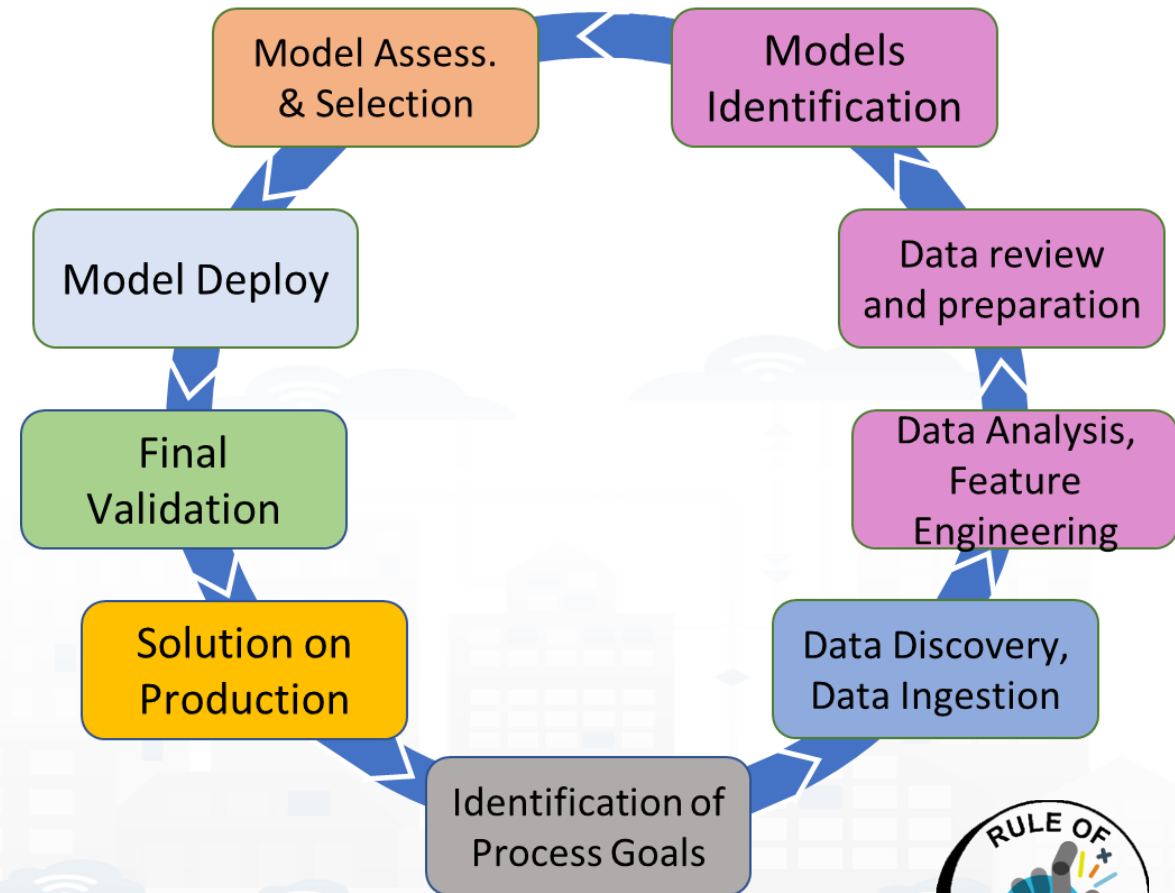 Model Assess.
& Selection
Models
Identification
Model Deploy
Data review
and preparation
Final
Validation
Data Analysis,
Feature
Engineering
Solution on
Production
Data Discovery,
Data Ingestion
Identification of
Process Goals
RULE OF